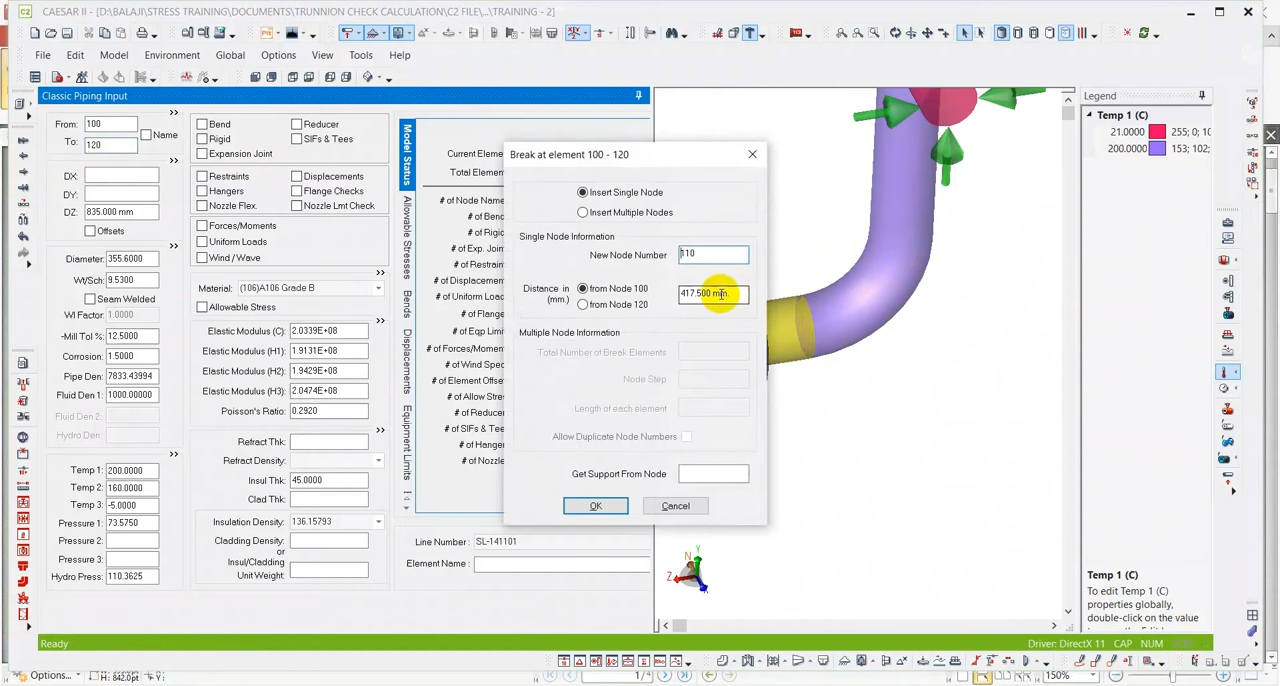 CAESAR II - [D:\BALAJI\STRESS TRAINING\DOCUMENTS\TRUNNION CHECK CALCULATION\C2 FILE\...\TRAINING - 2]
File Edit Model Environment Global Options View Tools Help
Classic Piping Input
From: 100
To: 120
Name
DX:
DY:
DZ: 835.000 mm
Offsets
Diameter: 355.6000
Wt/Sch: 9.5300
Seam Welded
WI Factor: 1.0000
-Mill Tol %: 12.5000
Corrosion: 1.5000
Pipe Den: 7833.43994
Fluid Den 1: 1000.00000
Fluid Den 2:
Hydro Den:
Temp 1: 200.0000
Temp 2: 160.0000
Temp 3: -5.0000
Pressure 1: 73.5750
Pressure 2:
Pressure 3:
Hydro Press: 110.3625
Bend
Reducer
Rigid
SIFs & Tees
Expansion Joint
Restraints
Displacements
Hangers
Flange Checks
Nozzle Flex.
Nozzle Lmt Check
Forces/Moments
Uniform Loads
Wind / Wave
Material: (106)A106 Grade B
Allowable Stress
Elastic Modulus (C): 2.0339E+08
Elastic Modulus (H1): 1.9131E+08
Elastic Modulus (H2): 1.9429E+08
Elastic Modulus (H3): 2.0474E+08
Poisson's Ratio: 0.2920
Refract Thk:
Refract Density:
Insul Thk: 45.0000
Clad Thk:
Insulation Density: 136.15793
Cladding Density:
or
Insul/Cladding
Unit Weight:
Model Status
Allowable Stresses
Bends
Displacements
Equipment Limits
Current Eleme
Total Elemen
# of Node Name
# of Bend
# of Rigid
# of Exp. Join
# of Restrain
# of Displacement
# of Uniform Load
# of Flange
# of Eqp Limit
# of Forces/Momen
# of Wind Spec
# of Element Offset
# of Allow Stres
# of Reducer
# of SIFs & Tee
# of Hanger
# of Nozzle
Line Number: SL-141101
Element Name:
Break at element 100 - 120
Insert Single Node
Insert Multiple Nodes
Single Node Information
New Node Number 110
Distance in (mm.)
from Node 100
from Node 120
417.500 mm.
Multiple Node Information
Total Number of Break Elements
Node Step
Length of each element
Allow Duplicate Node Numbers
Get Support From Node
OK Cancel
Legend
Temp 1 (C)
21.0000 255; 0; 1
200.0000 153; 102;
Y
N
Z
Temp 1 (C)
To edit Temp 1 (C)
properties globally,
double-click on the value
Ready
Driver: DirectX 11 CAP NUM
Options... H: 842.0pt Y: 1/4 150%